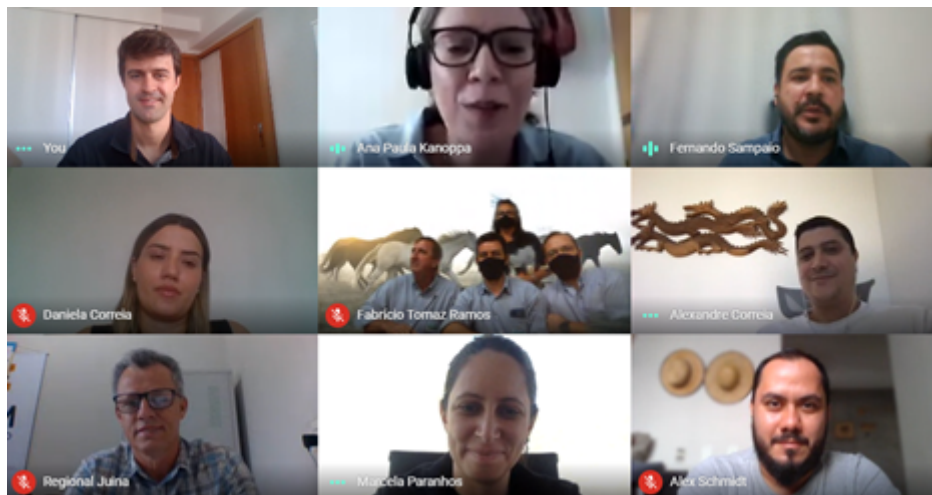 You
Ana Paula Kanoppa
Fernando Sampaio
Daniela Correia
Fabricio Tomaz Ramos
Alexandre Correia
Regional Juina
Marcela Paranhos
Alex Schmidt